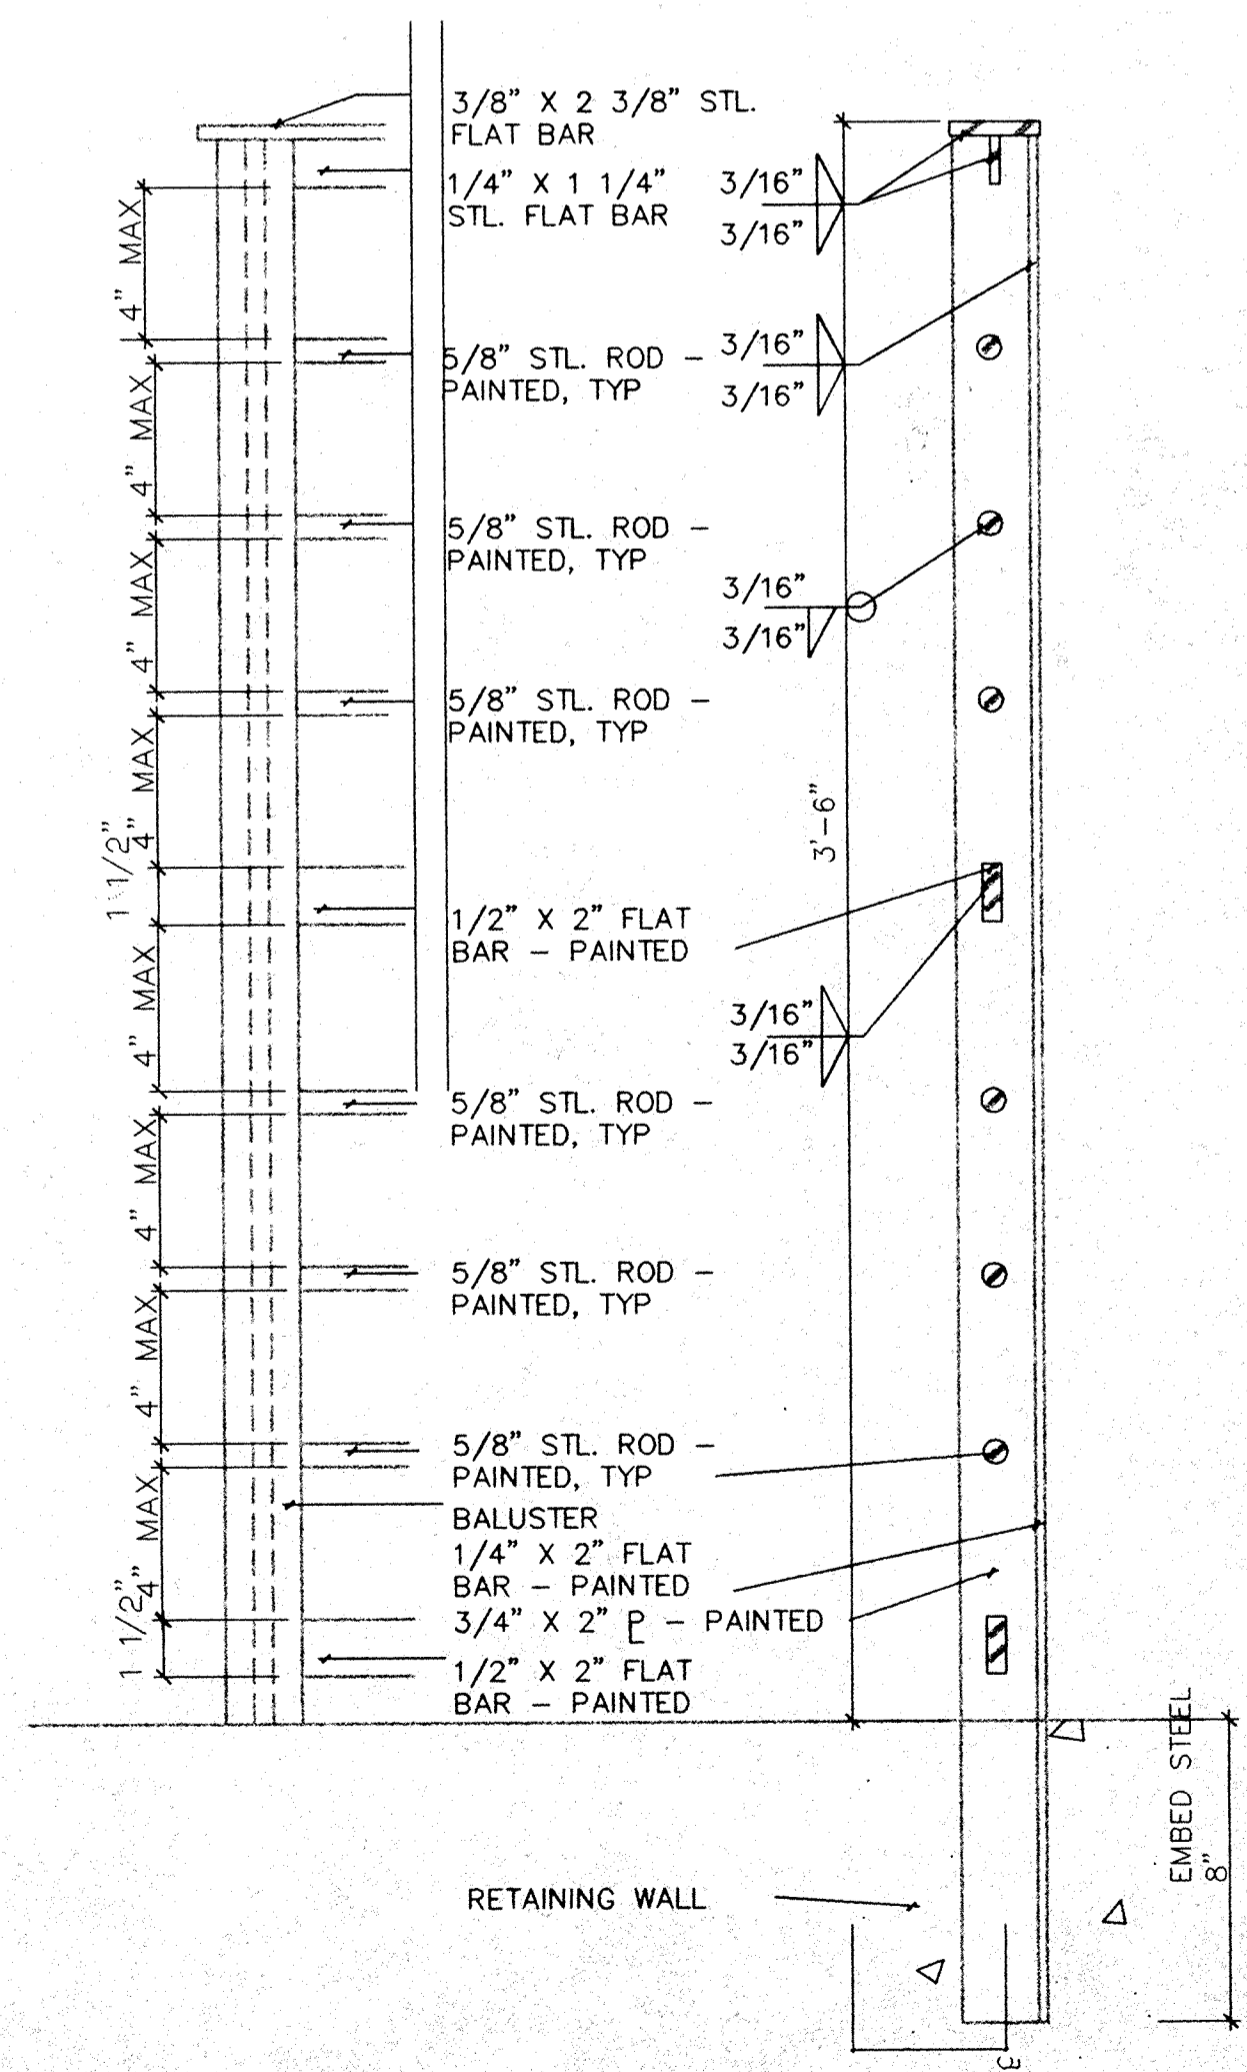 3/8" X 2 3/8" STL.
FLAT BAR
1/4" X 1 1/4"
STL. FLAT BAR
3/16"
3/16"
4" MAX
5/8" STL. ROD –
PAINTED, TYP
3/16"
3/16"
4" MAX
5/8" STL. ROD –
PAINTED, TYP
3/16"
3/16"
4" MAX
5/8" STL. ROD –
PAINTED, TYP
4" MAX
3'-6"
1 1/2"
1/2" X 2" FLAT
BAR – PAINTED
3/16"
3/16"
4" MAX
5/8" STL. ROD –
PAINTED, TYP
4" MAX
5/8" STL. ROD –
PAINTED, TYP
4" MAX
5/8" STL. ROD –
PAINTED, TYP
4" MAX
BALUSTER
1/4" X 2" FLAT
BAR – PAINTED
3/4" X 2" PL – PAINTED
1 1/2"
1/2" X 2" FLAT
BAR – PAINTED
EMBED STEEL
8"
RETAINING WALL